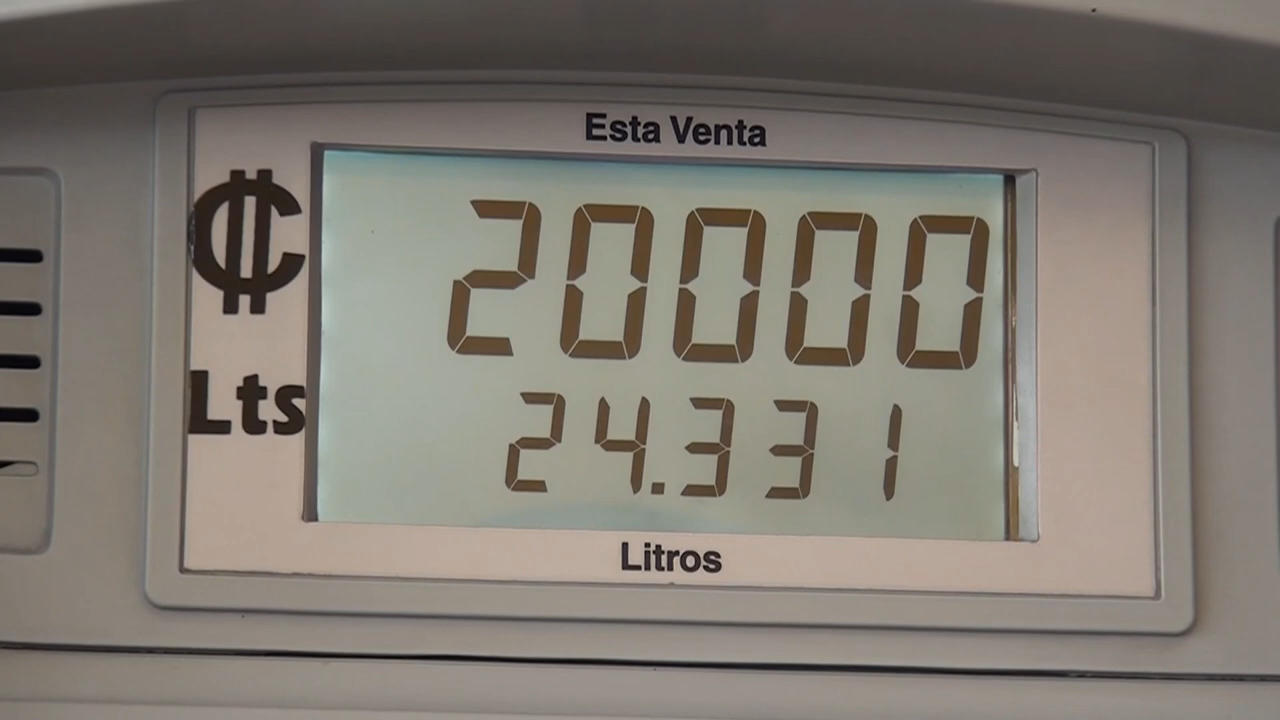 Esta Venta
₡ 20000
Lts 24.331
Litros